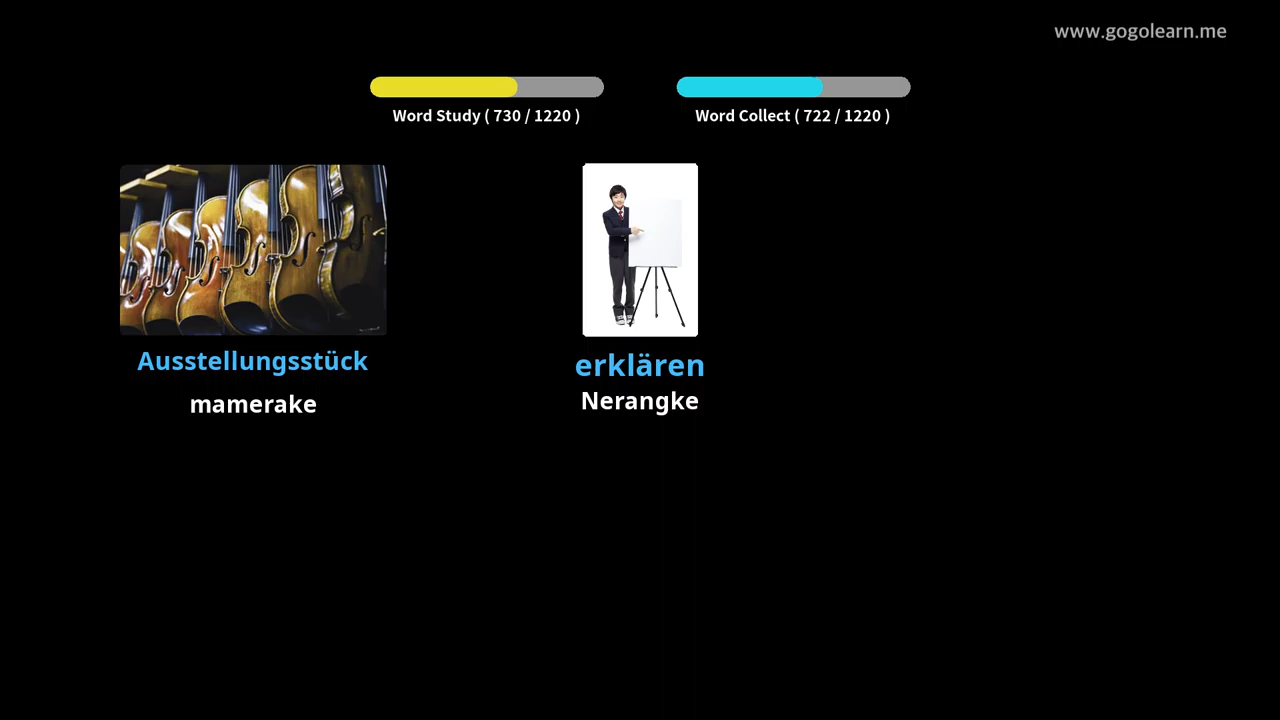 www.gogolearn.me
Word Study ( 730 / 1220 )
Word Collect ( 722 / 1220 )
Ausstellungsstück
mamerake
erklären
Nerangke